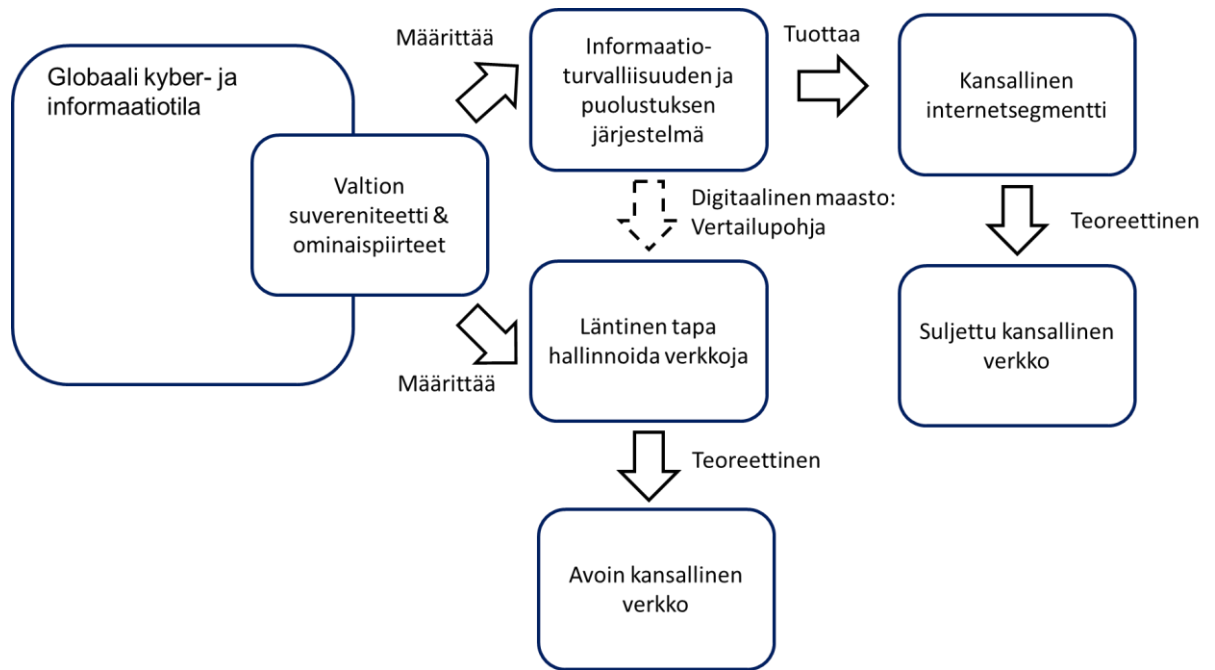 Globaali kyber- ja
informaatiotila
Valtion
suvereniteetti &
ominaispiirteet
Määrittää
Informaatio-
turvalliisuuden ja
puolustuksen
järjestelmä
Tuottaa
Kansallinen
internetsegmentti
Digitaalinen maasto:
Vertailupohja
Teoreettinen
Määrittää
Läntinen tapa
hallinnoida verkkoja
Suljettu kansallinen
verkko
Teoreettinen
Avoin kansallinen
verkko